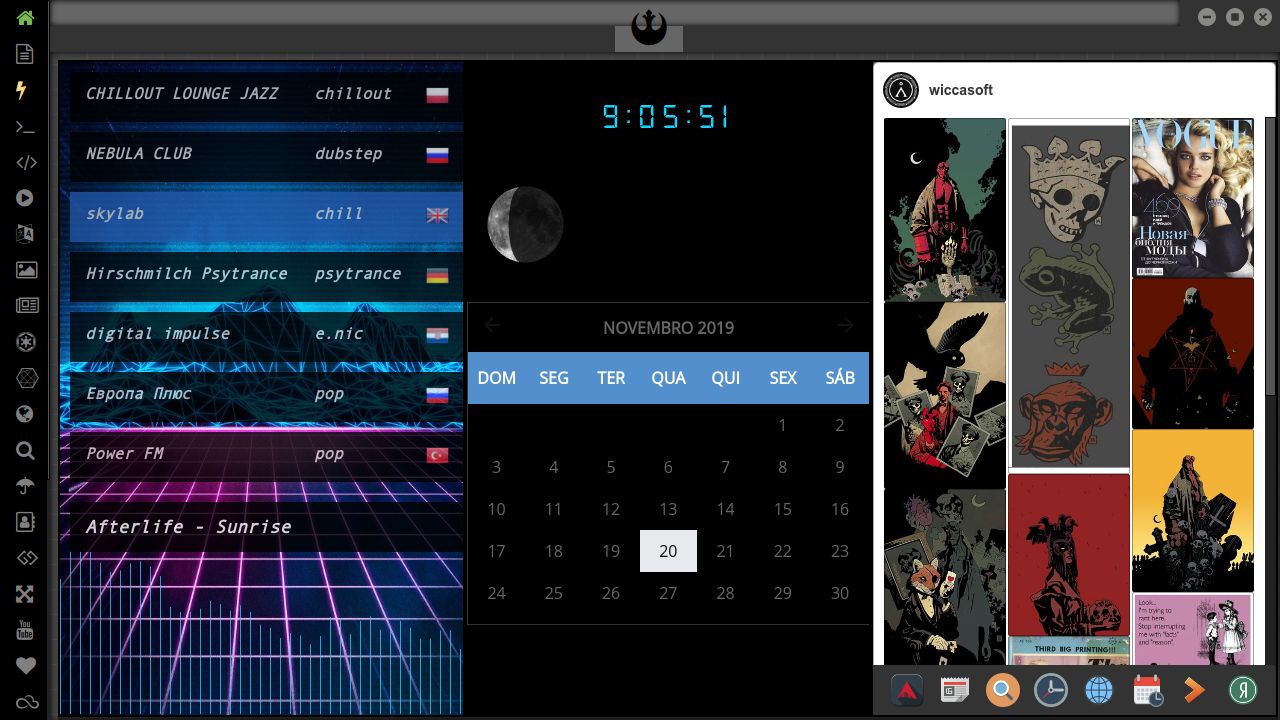 CHILLOUT LOUNGE JAZZ chillout
NEBULA CLUB dubstep
skylab chill
Hirschmilch Psytrance psytrance
digital impulse e.nic
Европа Плюс pop
Power FM pop
Afterlife - Sunrise
9:05:51
NOVEMBRO 2019
DOM SEG TER QUA QUI SEX SÁB
1 2
3 4 5 6 7 8 9
10 11 12 13 14 15 16
17 18 19 20 21 22 23
24 25 26 27 28 29 30
wiccasoft
VOGUE
Новая
библия
моды
THIRD BIG PRINTING!!!
Look...
I'm trying to
rant here,
Stop interrupting
me with "facts"
and "reason".
You
Tube
Я